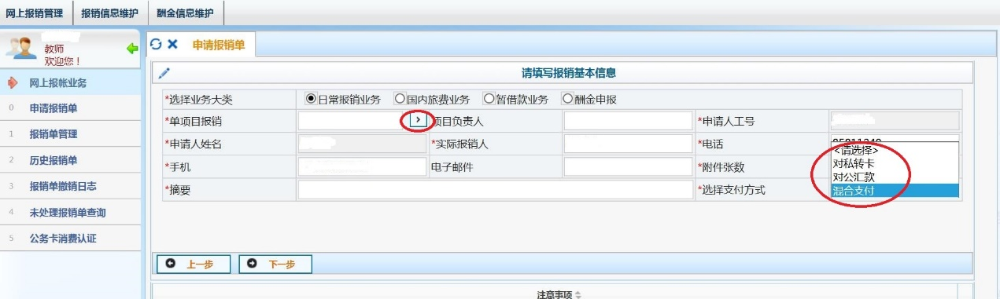 网上报销管理 报销信息维护 酬金信息维护
教师
欢迎您！
网上报帐业务
0 申请报销单
1 报销单管理
2 历史报销单
3 报销单撤销日志
4 未处理报销单查询
5 公务卡消费认证
申请报销单
请填写报销基本信息
*选择业务大类 日常报销业务 国内旅费业务 暂借款业务 酬金申报
*单项目报销 项目负责人 *申请人工号
*申请人姓名 *实际报销人 *电话
*手机 电子邮件 *附件张数
*摘要 *选择支付方式
<请选择>
对私转卡
对公汇款
混合支付
上一步 下一步
注意事项